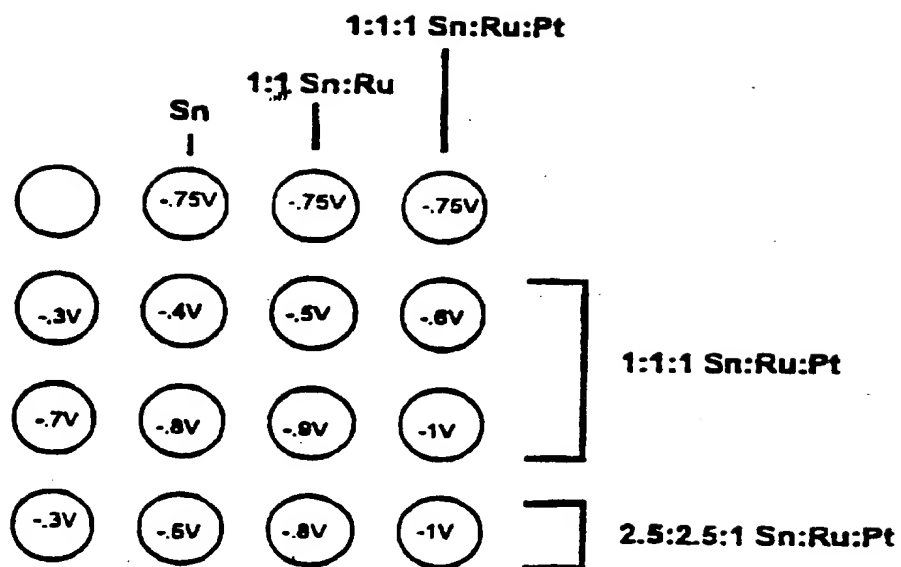 1:1:1 Sn:Ru:Pt
1:1 Sn:Ru
Sn
-.75V -.75V -.75V
-.3V -.4V -.5V -.6V
1:1:1 Sn:Ru:Pt
-.7V -.8V -.9V -1V
-.3V -.8V -1V
2.5:2.5:1 Sn:Ru:Pt